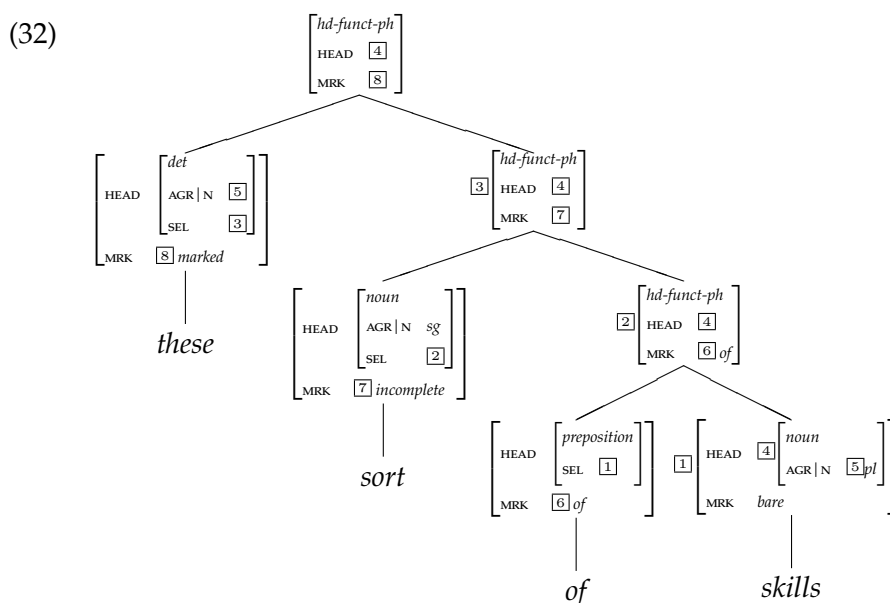 (32)
hd-funct-ph
HEAD 4
MRK 8
det
HEAD AGR|N 5
SEL 3
MRK 8 marked
these
hd-funct-ph
3 HEAD 4
MRK 7
noun
HEAD AGR|N sg
SEL 2
MRK 7 incomplete
sort
hd-funct-ph
2 HEAD 4
MRK 6 of
preposition
HEAD SEL 1
MRK 6 of
of
noun
1 HEAD 4 AGR|N 5 pl
MRK bare
skills